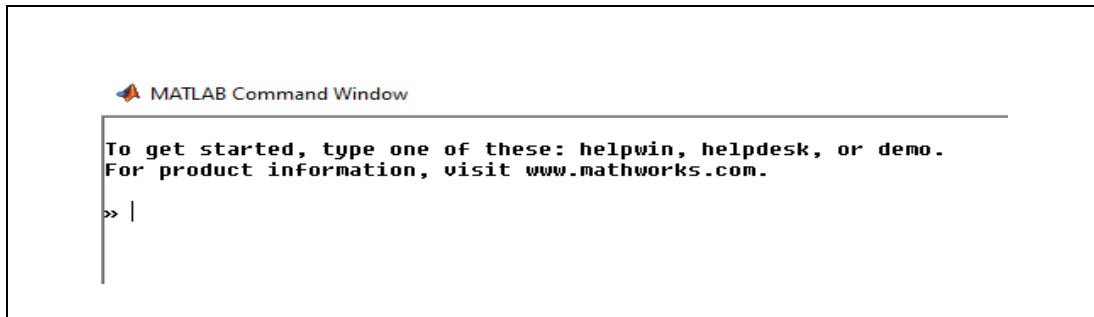 MATLAB Command Window
To get started, type one of these: helpwin, helpdesk, or demo.
For product information, visit www.mathworks.com.
»